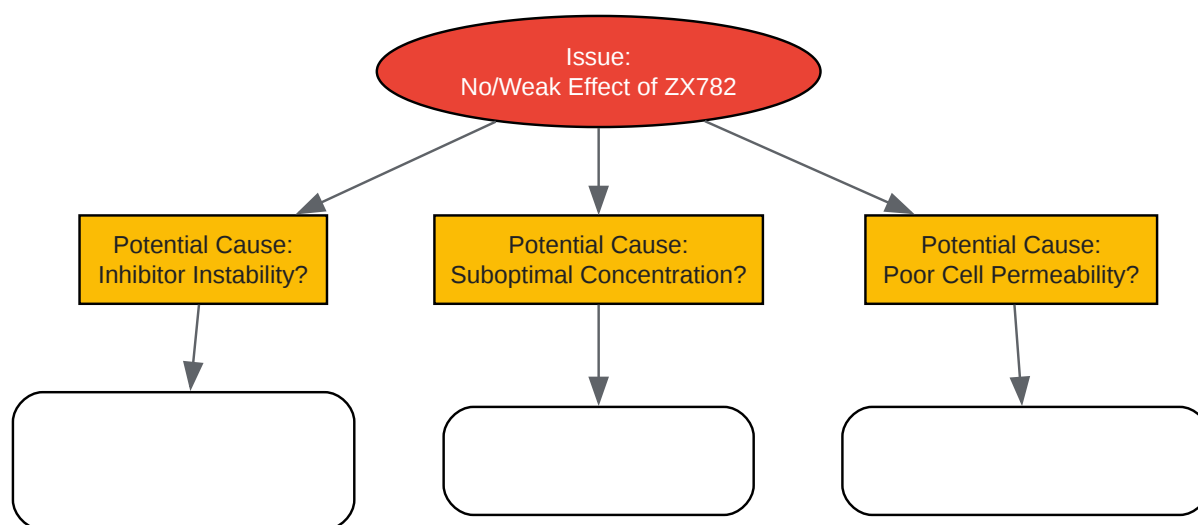 Issue:
No/Weak Effect of ZX782
Potential Cause:
Inhibitor Instability?
Potential Cause:
Suboptimal Concentration?
Potential Cause:
Poor Cell Permeability?